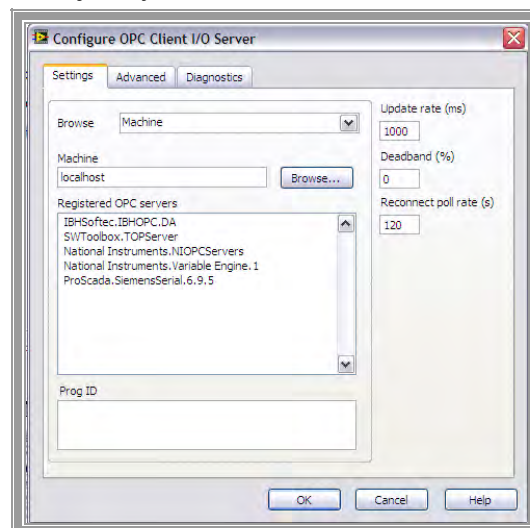 Configure OPC Client I/O Server
Settings
Advanced
Diagnostics
Browse
Machine
Machine
localhost
Browse...
Registered OPC servers
IBHSoftec.IBHOPC.DA
SWToolbox.TOPServer
National Instruments.NIOPCServers
National Instruments.Variable Engine.1
ProScada.SiemensSerial.6.9.5
Prog ID
Update rate (ms)
1000
Deadband (%)
0
Reconnect poll rate (s)
120
OK
Cancel
Help